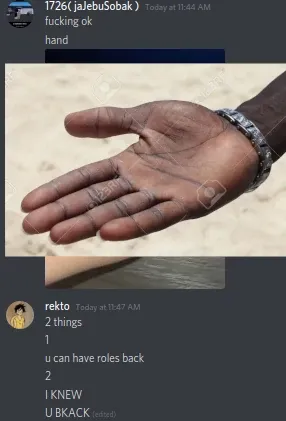 1726( jaJebuSobak ) Today at 11:44 AM
fucking ok
hand
rekto Today at 11:47 AM
2 things
1
u can have roles back
2
I KNEW
U BKACK (edited)